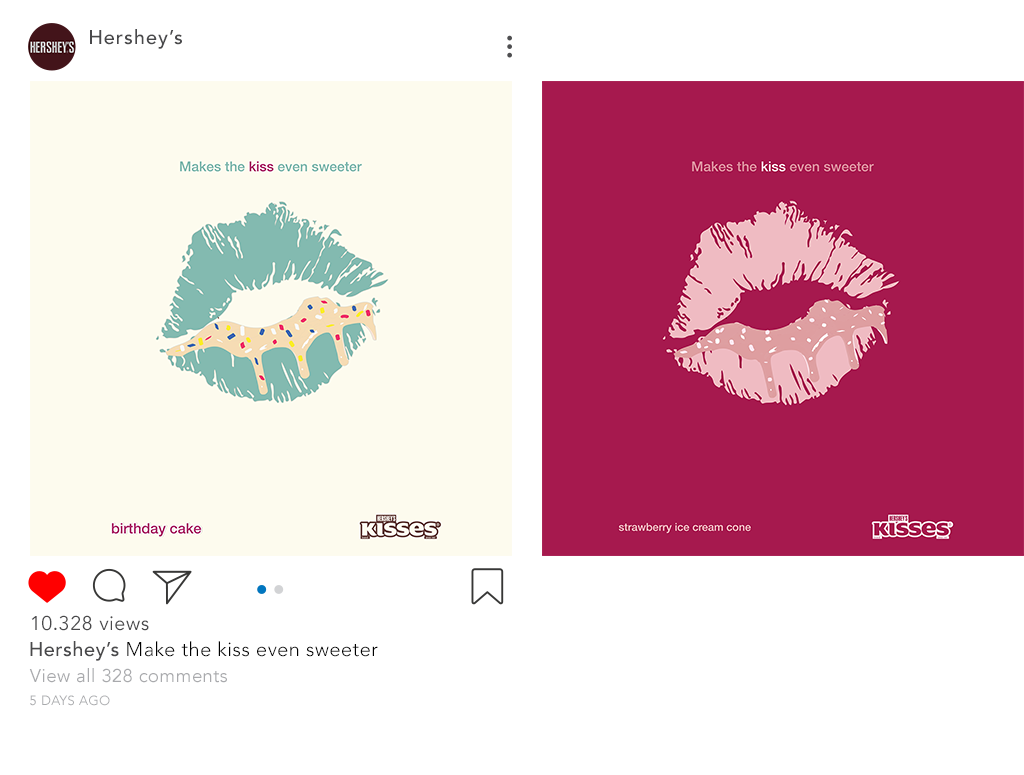 HERSHEY'S
Hershey’s
Makes the kiss even sweeter
birthday cake
HERSHEY'S
KISSES
Makes the kiss even sweeter
strawberry ice cream cone
HERSHEY'S
KISSES
10.328 views
Hershey’s Make the kiss even sweeter
View all 328 comments
5 DAYS AGO